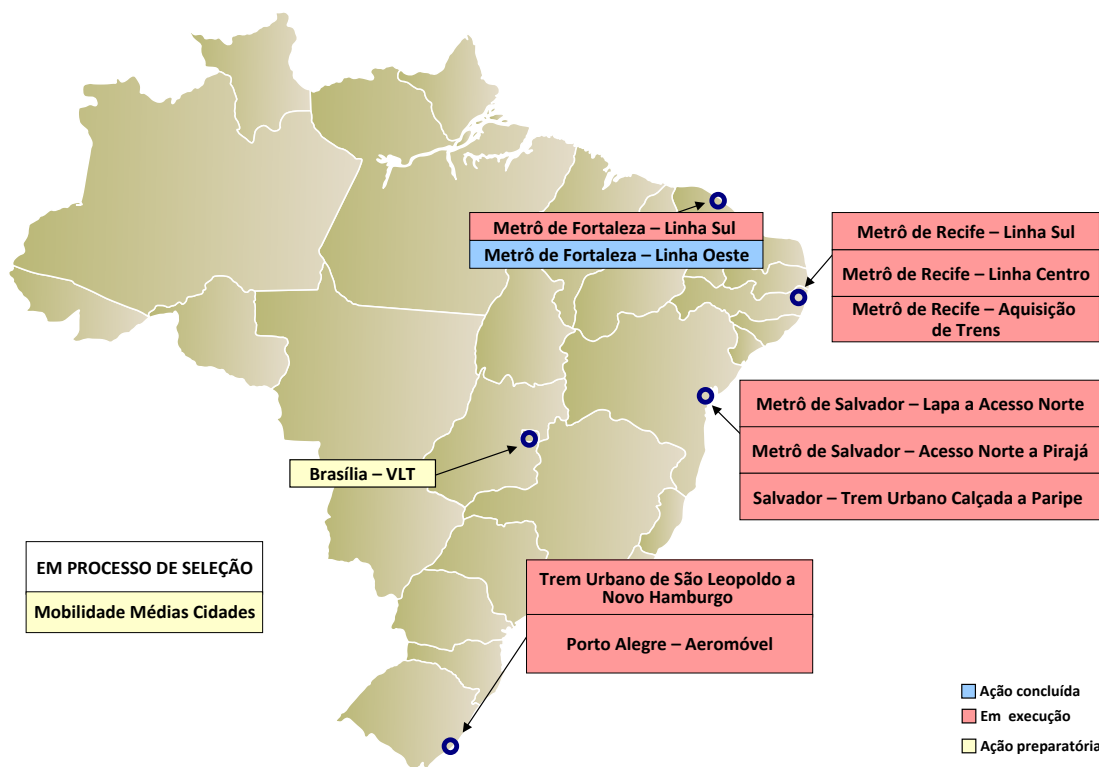 Metrô de Fortaleza – Linha Sul
Metrô de Fortaleza – Linha Oeste
Metrô de Recife – Linha Sul
Metrô de Recife – Linha Centro
Metrô de Recife – Aquisição
de Trens
Metrô de Salvador – Lapa a Acesso Norte
Metrô de Salvador – Acesso Norte a Pirajá
Salvador – Trem Urbano Calçada a Paripe
Brasília – VLT
EM PROCESSO DE SELEÇÃO
Mobilidade Médias Cidades
Trem Urbano de São Leopoldo a
Novo Hamburgo
Porto Alegre – Aeromóvel
Ação concluída
Em execução
Ação preparatória